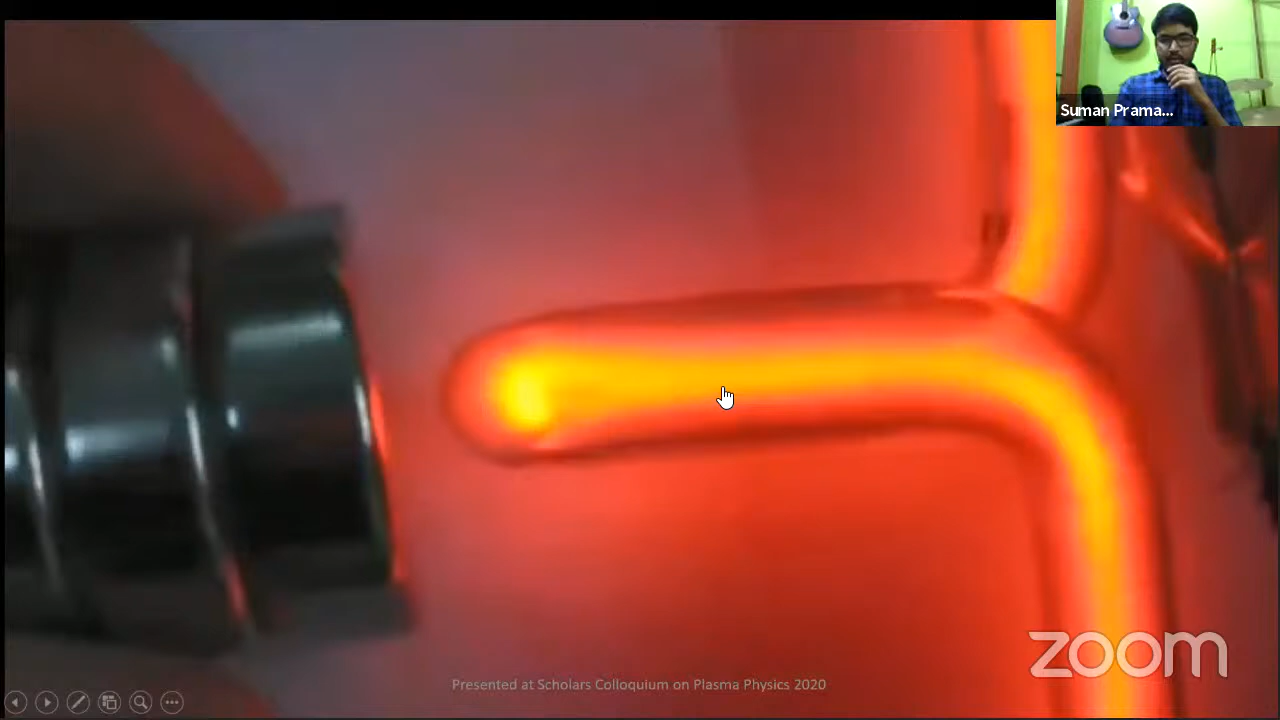 Suman Prama...
Presented at Scholars Colloquium on Plasma Physics 2020
zoom